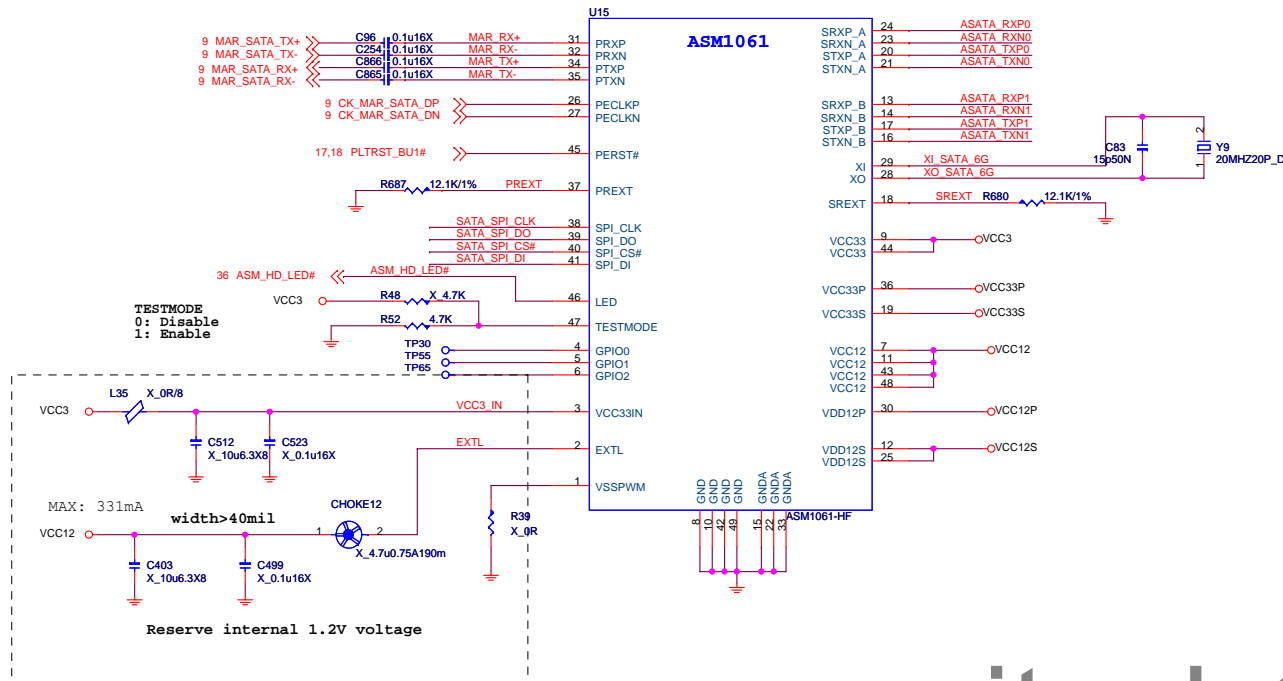 U15
ASM1061
9 MAR_SATA_TX+ C96 0.1u16X MAR_RX+ 31 PRXP
9 MAR_SATA_TX- C254 0.1u16X MAR_RX- 32 PRXN
9 MAR_SATA_RX+ C866 0.1u16X MAR_TX+ 34 PTXP
9 MAR_SATA_RX- C865 0.1u16X MAR_TX- 35 PTXN
9 CK_MAR_SATA_DP 26 PECLKP
9 CK_MAR_SATA_DN 27 PECLKN
17,18 PLTRST_BU1# 45 PERST#
R687 12.1K/1% PREXT 37 PREXT
SATA_SPI_CLK 38 SPI_CLK
SATA_SPI_DO 39 SPI_DO
SATA_SPI_CS# 40 SPI_CS#
SATA_SPI_DI 41 SPI_DI
36 ASM_HD_LED# ASM_HD_LED# 46 LED
VCC3 R48 X_4.7K
R52 4.7K 47 TESTMODE
TESTMODE
0: Disable
1: Enable
TP30 4 GPIO0
TP55 5 GPIO1
TP65 6 GPIO2
L35 X_0R/8
VCC3 VCC3_IN 3 VCC33IN
C512
X_10u6.3X8
C523
X_0.1u16X
EXTL 2 EXTL
1 VSSPWM
R39
X_0R
MAX: 331mA
width>40mil
CHOKE12
VCC12 1 2
X_4.7u0.75A190m
C403
X_10u6.3X8
C499
X_0.1u16X
Reserve internal 1.2V voltage
SRXP_A 24 ASATA_RXP0
SRXN_A 23 ASATA_RXN0
STXP_A 20 ASATA_TXP0
STXN_A 21 ASATA_TXN0
SRXP_B 13 ASATA_RXP1
SRXN_B 14 ASATA_RXN1
STXP_B 17 ASATA_TXP1
STXN_B 16 ASATA_TXN1
XI 29 XI_SATA_6G
XO 28 XO_SATA_6G
C83
15p50N
2
1
Y9
20MHZ20P_D
SREXT 18 SREXT R680 12.1K/1%
VCC33 9 VCC3
VCC33 44
VCC33P 36 VCC33P
VCC33S 19 VCC33S
VCC12 7 VCC12
VCC12 11
VCC12 43
VCC12 48
VDD12P 30 VCC12P
VDD12S 12 VCC12S
VDD12S 25
GND GND GND GND GNDA GNDA GNDA
8 10 42 49 15 22 33
ASM1061-HF